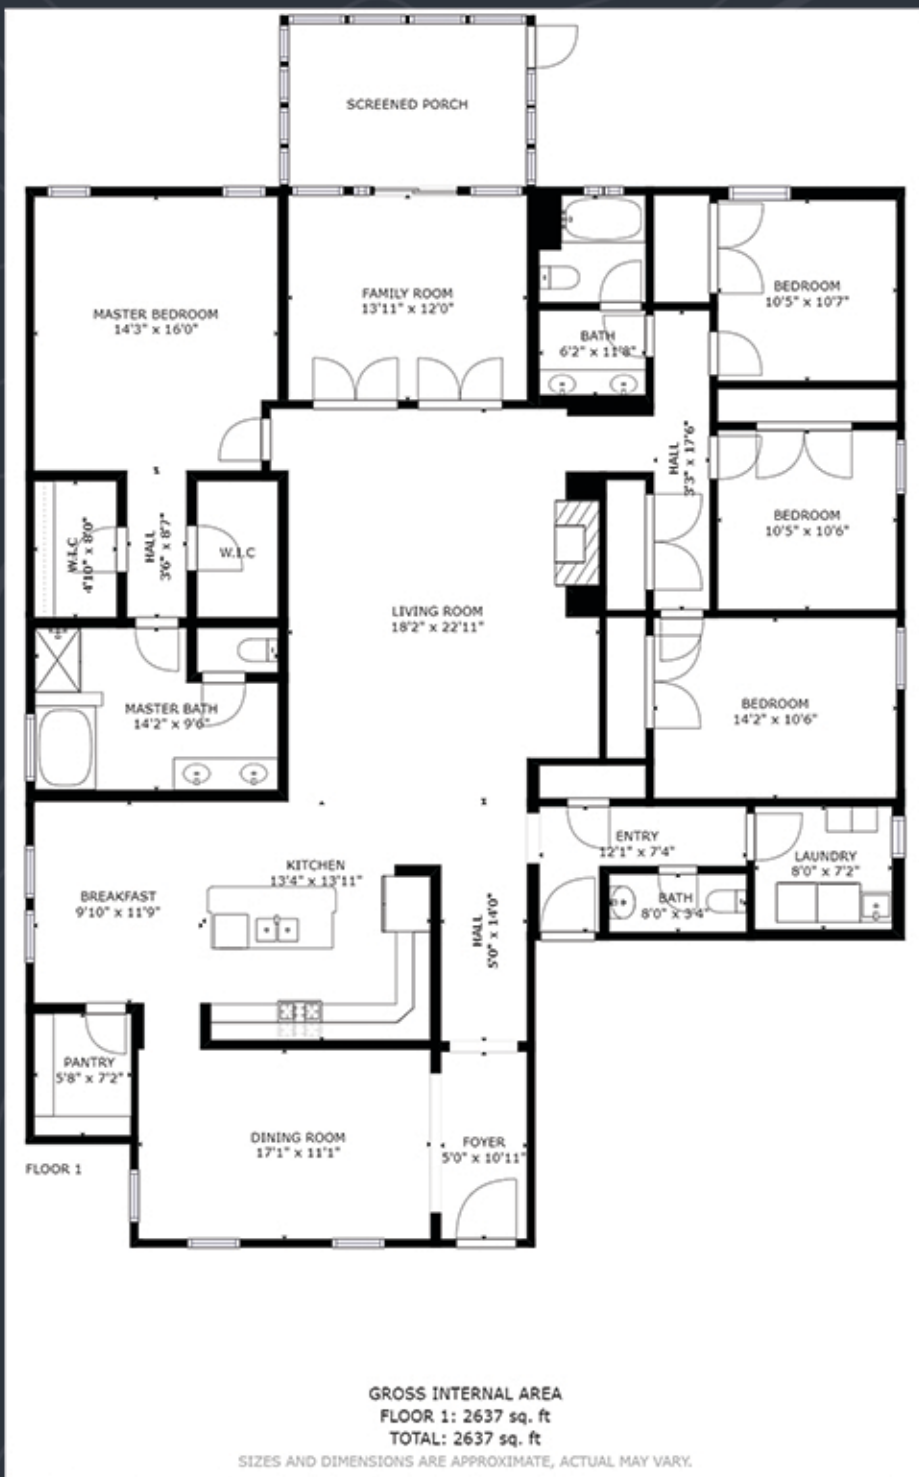 SCREENED PORCH
MASTER BEDROOM
14'3" x 16'0"
FAMILY ROOM
13'11" x 12'0"
BATH
6'2" x 11'8"
BEDROOM
10'5" x 10'7"
HALL
3'3" x 17'6"
BEDROOM
10'5" x 10'6"
W.I.C
4'10" x 8'0"
HALL
3'6" x 8'7"
W.I.C
LIVING ROOM
18'2" x 22'11"
MASTER BATH
14'2" x 9'6"
BEDROOM
14'2" x 10'6"
ENTRY
12'1" x 7'4"
LAUNDRY
8'0" x 7'2"
KITCHEN
13'4" x 13'11"
BREAKFAST
9'10" x 11'9"
BATH
8'0" x 3'4"
HALL
5'0" x 14'0"
PANTRY
5'8" x 7'2"
DINING ROOM
17'1" x 11'1"
FOYER
5'0" x 10'11"
FLOOR 1
GROSS INTERNAL AREA
FLOOR 1: 2637 sq. ft
TOTAL: 2637 sq. ft
SIZES AND DIMENSIONS ARE APPROXIMATE, ACTUAL MAY VARY.